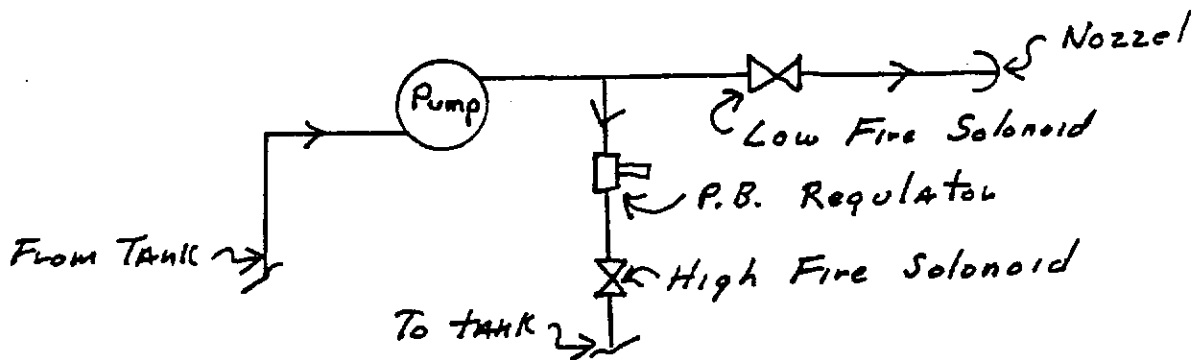 Nozzel
Pump
Low Fire Solonoid
P.B. Regulator
From Tank
High Fire Solonoid
To tank